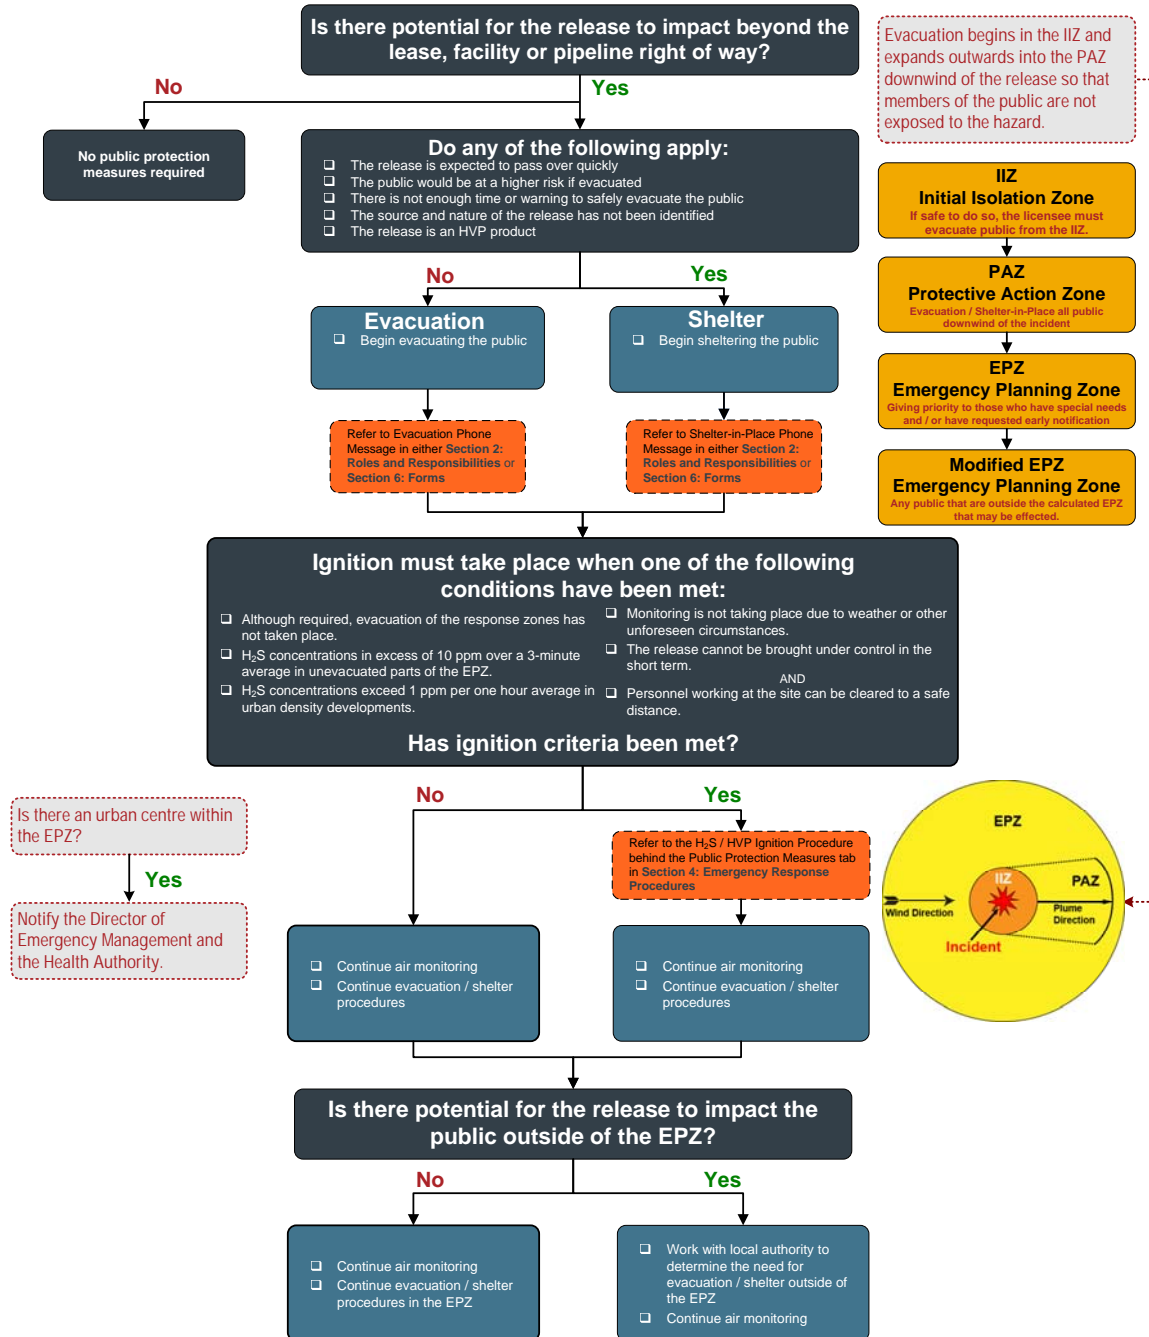 Is there potential for the release to impact beyond the
lease, facility or pipeline right of way?
Evacuation begins in the IIZ and
expands outwards into the PAZ
downwind of the release so that
members of the public are not
exposed to the hazard.
No
Yes
No public protection
measures required
Do any of the following apply:
❑ The release is expected to pass over quickly
❑ The public would be at a higher risk if evacuated
❑ There is not enough time or warning to safely evacuate the public
❑ The source and nature of the release has not been identified
❑ The release is an HVP product
IIZ
Initial Isolation Zone
If safe to do so, the licensee must
evacuate public from the IIZ.
PAZ
Protective Action Zone
Evacuation / Shelter-in-Place all public
downwind of the incident
EPZ
Emergency Planning Zone
Giving priority to those who have special needs
and / or have requested early notification
Modified EPZ
Emergency Planning Zone
Any public that are outside the calculated EPZ
that may be effected.
No
Yes
Evacuation
❑ Begin evacuating the public
Shelter
❑ Begin sheltering the public
Refer to Evacuation Phone
Message in either Section 2:
Roles and Responsibilities or
Section 6: Forms
Refer to Shelter-in-Place Phone
Message in either Section 2:
Roles and Responsibilities or
Section 6: Forms
Ignition must take place when one of the following
conditions have been met:
❑ Although required, evacuation of the response zones has
not taken place.
❑ H₂S concentrations in excess of 10 ppm over a 3-minute
average in unevacuated parts of the EPZ.
❑ H₂S concentrations exceed 1 ppm per one hour average in
urban density developments.
❑ Monitoring is not taking place due to weather or other
unforeseen circumstances.
❑ The release cannot be brought under control in the
short term.
AND
❑ Personnel working at the site can be cleared to a safe
distance.
Has ignition criteria been met?
No
Yes
Is there an urban centre within
the EPZ?
Yes
Notify the Director of
Emergency Management and
the Health Authority.
Refer to the H₂S / HVP Ignition Procedure
behind the Public Protection Measures tab
in Section 4: Emergency Response
Procedures
EPZ
IIZ
PAZ
Wind Direction
Plume
Direction
Incident
❑ Continue air monitoring
❑ Continue evacuation / shelter
procedures
❑ Continue air monitoring
❑ Continue evacuation / shelter
procedures
Is there potential for the release to impact the
public outside of the EPZ?
No
Yes
❑ Continue air monitoring
❑ Continue evacuation / shelter
procedures in the EPZ
❑ Work with local authority to
determine the need for
evacuation / shelter outside of
the EPZ
❑ Continue air monitoring